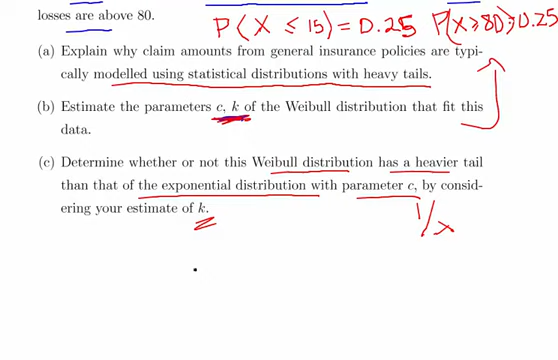 losses are above 80.
P(X ≤ 15) = 0.25 P(X ≥ 80) = 0.25
(a) Explain why claim amounts from general insurance policies are typi-
cally modelled using statistical distributions with heavy tails.
(b) Estimate the parameters c, k of the Weibull distribution that fit this
data.
(c) Determine whether or not this Weibull distribution has a heavier tail
than that of the exponential distribution with parameter c, by consid-
ering your estimate of k.